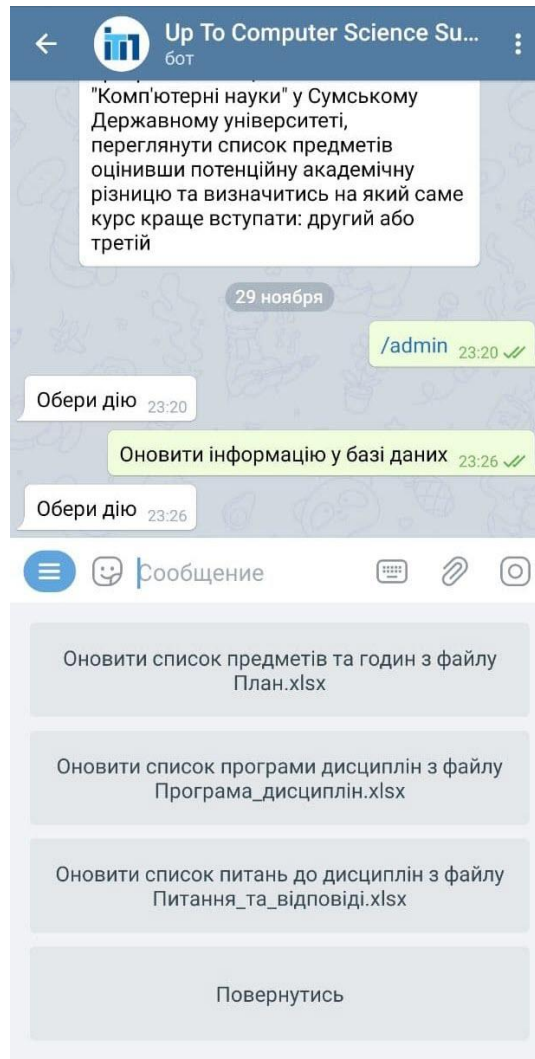 Up To Computer Science Su...
бот
"Комп'ютерні науки" у Сумському
Державному університеті,
переглянути список предметів
оцінивши потенційну академічну
різницю та визначитись на який саме
курс краще вступати: другий або
третій
29 ноября
/admin 23:20
Обери дію 23:20
Оновити інформацію у базі даних 23:26
Обери дію 23:26
Сообщение
Оновити список предметів та годин з файлу
План.xlsx
Оновити список програми дисциплін з файлу
Програма_дисциплін.xlsx
Оновити список питань до дисциплін з файлу
Питання_та_відповіді.xlsx
Повернутись